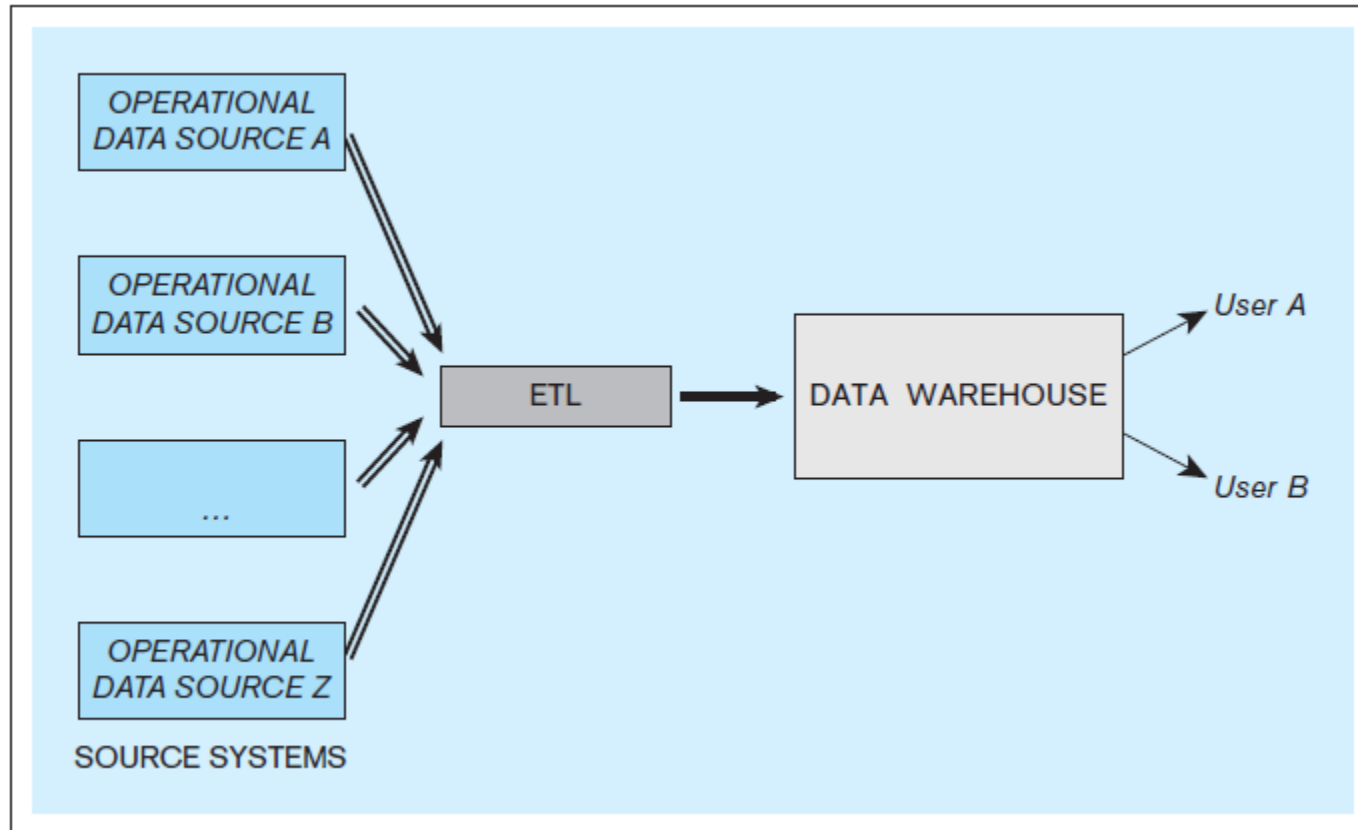 OPERATIONAL
DATA SOURCE A
OPERATIONAL
DATA SOURCE B
...
OPERATIONAL
DATA SOURCE Z
SOURCE SYSTEMS
ETL
DATA WAREHOUSE
User A
User B